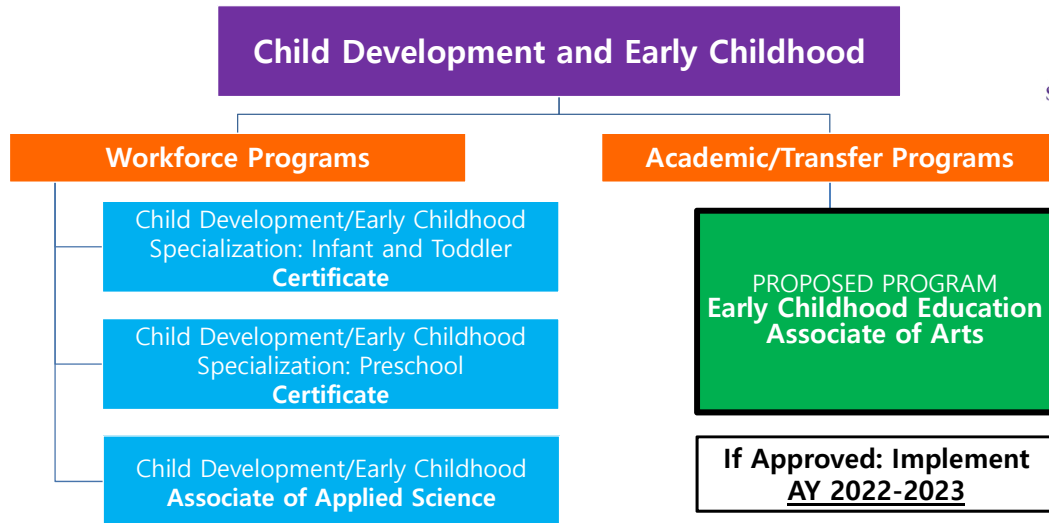 Child Development and Early Childhood
Workforce Programs
Child Development/Early Childhood
Specialization: Infant and Toddler
Certificate
Child Development/Early Childhood
Specialization: Preschool
Certificate
Child Development/Early Childhood
Associate of Applied Science
Academic/Transfer Programs
PROPOSED PROGRAM
Early Childhood Education
Associate of Arts
If Approved: Implement
AY 2022-2023